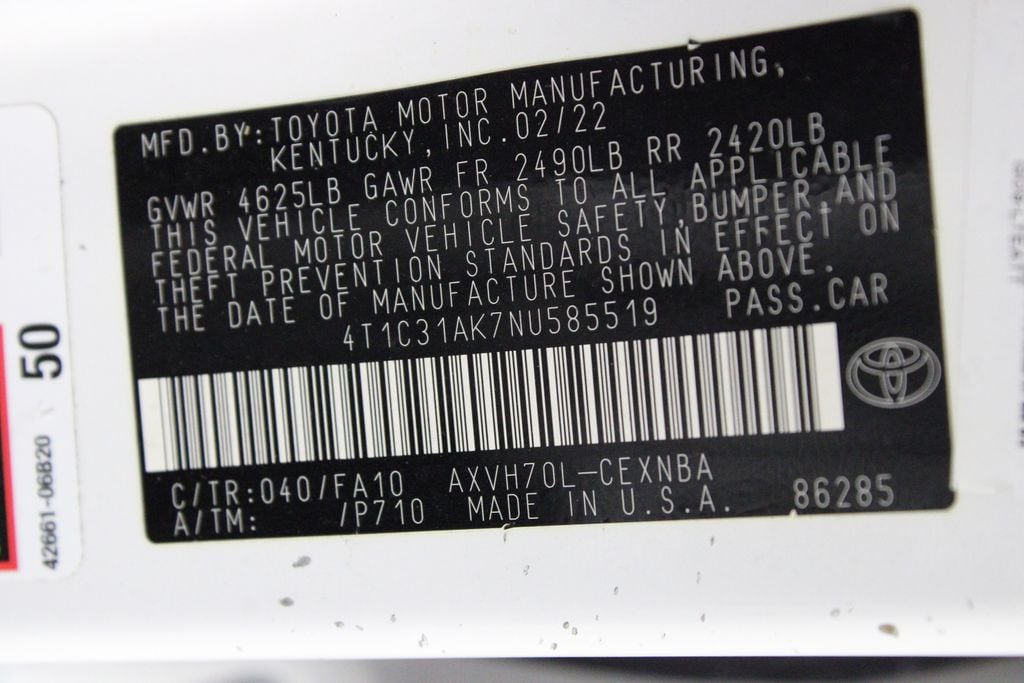 MFD.BY:TOYOTA MOTOR MANUFACTURING,
KENTUCKY,INC.02/22
GVWR 4625LB GAWR FR 2490LB RR 2420LB
THIS VEHICLE CONFORMS TO ALL APPLICABLE
FEDERAL MOTOR VEHICLE SAFETY,BUMPER,AND
THEFT PREVENTION STANDARDS IN EFFECT ON
THE DATE OF MANUFACTURE SHOWN ABOVE.
4T1C31AK7NU585519 PASS.CAR
C/TR:040/FA10 AXVH70L-CEXNBA
A/TM: /P710 MADE IN U.S.A. 86285
50
42661-06B20